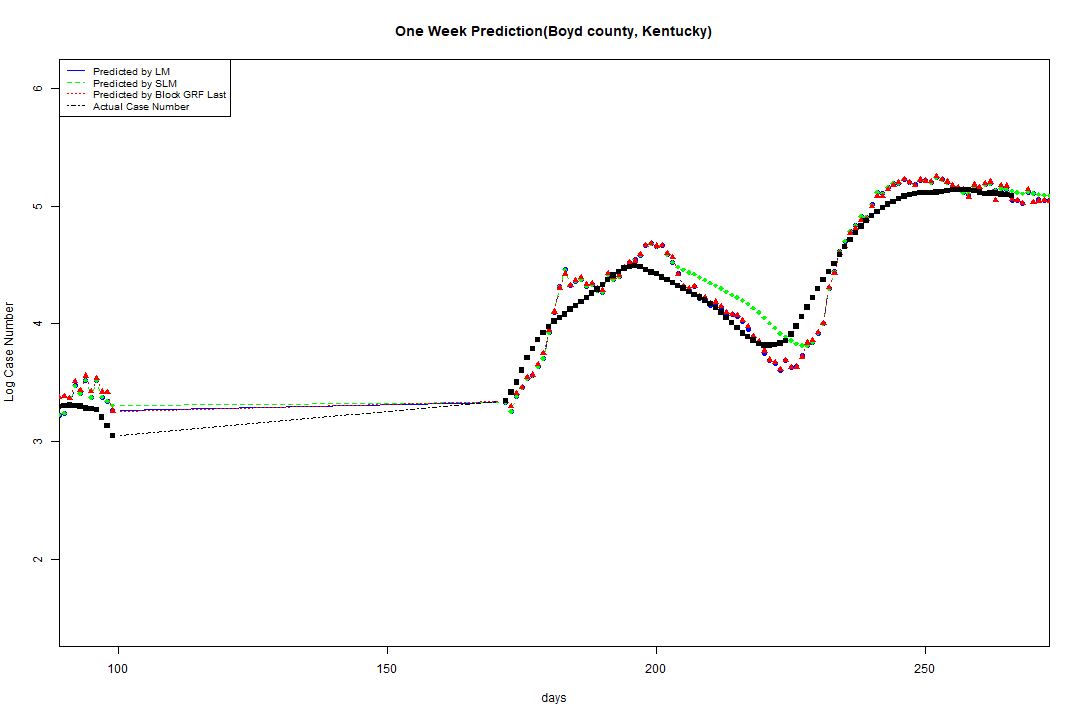 One Week Prediction(Boyd county, Kentucky)
Predicted by LM
Predicted by SLM
Predicted by Block GRF Last
Actual Case Number
6
5
4
3
2
Log Case Number
100
150
200
250
days